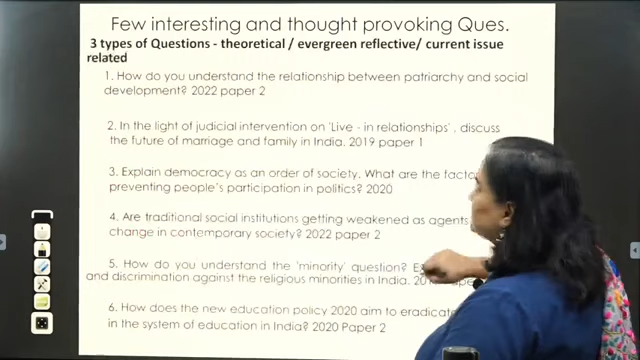 Few interesting and thought provoking Ques.
3 types of Questions - theoretical / evergreen reflective/ current issue
related
1. How do you understand the relationship between patriarchy and social
development? 2022 paper 2
2. In the light of judicial intervention on 'Live - in relationships' , discuss
the future of marriage and family in India. 2019 paper 1
3. Explain democracy as an order of society. What are the
preventing people's participation in politics? 2020
4. Are traditional social institutions getting weakened as agents
change in contemporary society? 2022 paper 2
5. How do you understand the 'minority' question?
and discrimination against the religious minorities in India.
6. How does the new education policy 2020 aim to eradicate
in the system of education in India? 2020 Paper 2